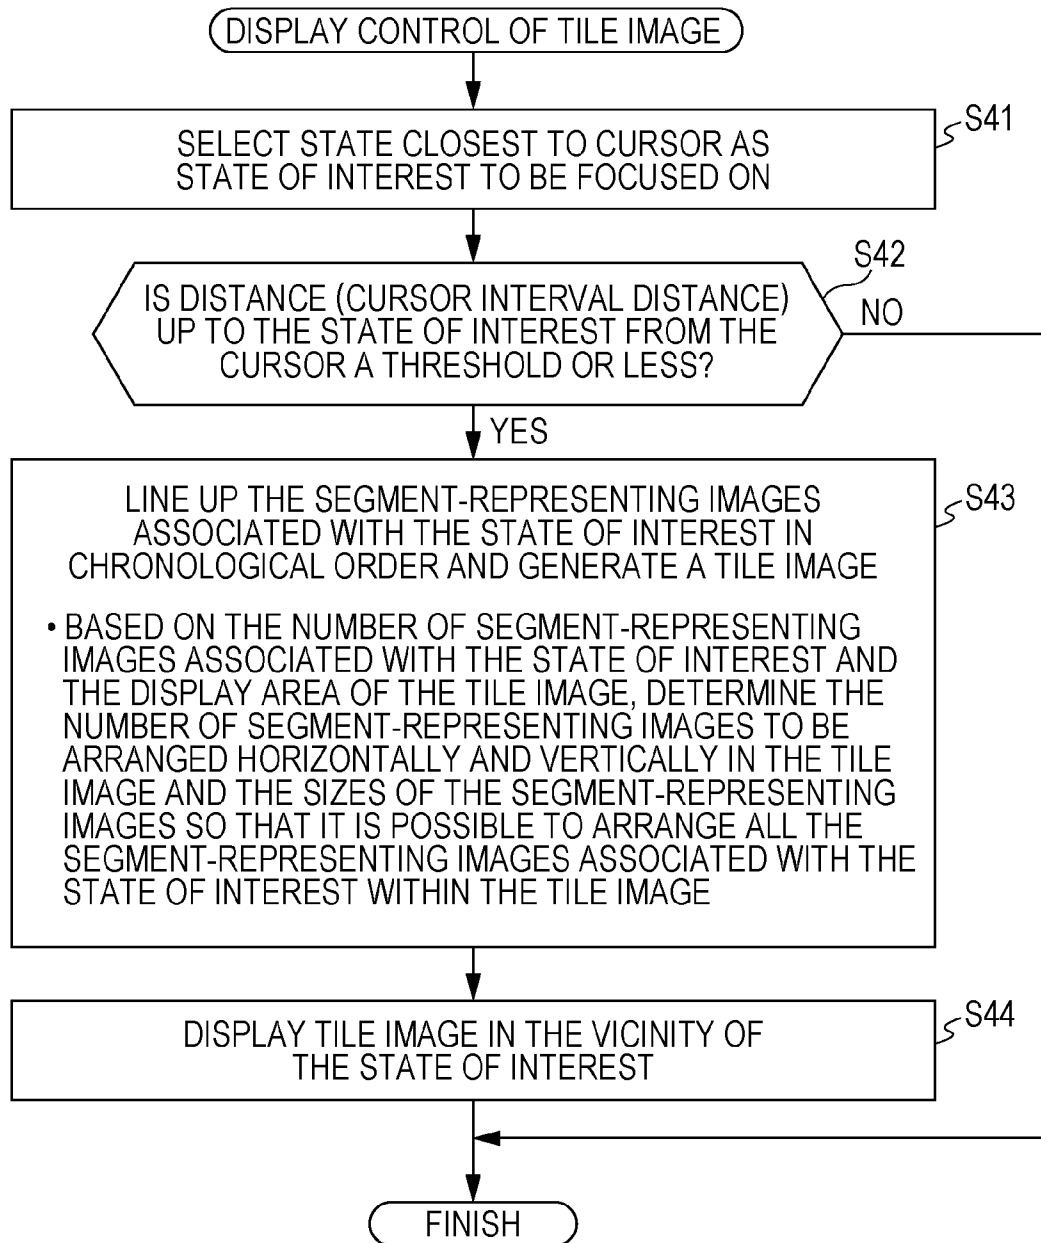 DISPLAY CONTROL OF TILE IMAGE
S41
SELECT STATE CLOSEST TO CURSOR AS
STATE OF INTEREST TO BE FOCUSED ON
S42
IS DISTANCE (CURSOR INTERVAL DISTANCE)
UP TO THE STATE OF INTEREST FROM THE
CURSOR A THRESHOLD OR LESS?
NO
YES
S43
LINE UP THE SEGMENT-REPRESENTING IMAGES
ASSOCIATED WITH THE STATE OF INTEREST IN
CHRONOLOGICAL ORDER AND GENERATE A TILE IMAGE
• BASED ON THE NUMBER OF SEGMENT-REPRESENTING
IMAGES ASSOCIATED WITH THE STATE OF INTEREST AND
THE DISPLAY AREA OF THE TILE IMAGE, DETERMINE THE
NUMBER OF SEGMENT-REPRESENTING IMAGES TO BE
ARRANGED HORIZONTALLY AND VERTICALLY IN THE TILE
IMAGE AND THE SIZES OF THE SEGMENT-REPRESENTING
IMAGES SO THAT IT IS POSSIBLE TO ARRANGE ALL THE
SEGMENT-REPRESENTING IMAGES ASSOCIATED WITH THE
STATE OF INTEREST WITHIN THE TILE IMAGE
S44
DISPLAY TILE IMAGE IN THE VICINITY OF
THE STATE OF INTEREST
FINISH